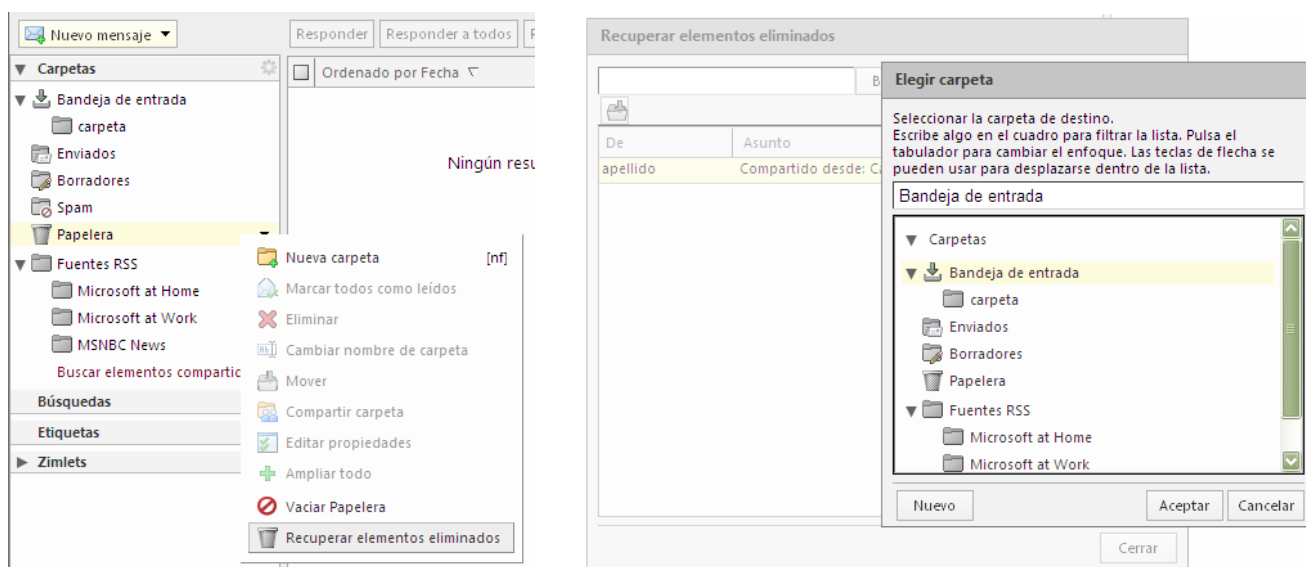 Nuevo mensaje
Responder
Responder a todos
Carpetas
Ordenado por Fecha
Bandeja de entrada
carpeta
Enviados
Borradores
Spam
Papelera
Fuentes RSS
Microsoft at Home
Microsoft at Work
MSNBC News
Buscar elementos compartic
Búsquedas
Etiquetas
Zimlets
Ningún resu
Nueva carpeta [nf]
Marcar todos como leídos
Eliminar
Cambiar nombre de carpeta
Mover
Compartir carpeta
Editar propiedades
Ampliar todo
Vaciar Papelera
Recuperar elementos eliminados
Recuperar elementos eliminados
B
De Asunto
apellido Compartido desde: Ca
Cerrar
Elegir carpeta
Seleccionar la carpeta de destino.
Escribe algo en el cuadro para filtrar la lista. Pulsa el
tabulador para cambiar el enfoque. Las teclas de flecha se
pueden usar para desplazarse dentro de la lista.
Bandeja de entrada
Carpetas
Bandeja de entrada
carpeta
Enviados
Borradores
Papelera
Fuentes RSS
Microsoft at Home
Microsoft at Work
Nuevo
Aceptar
Cancelar